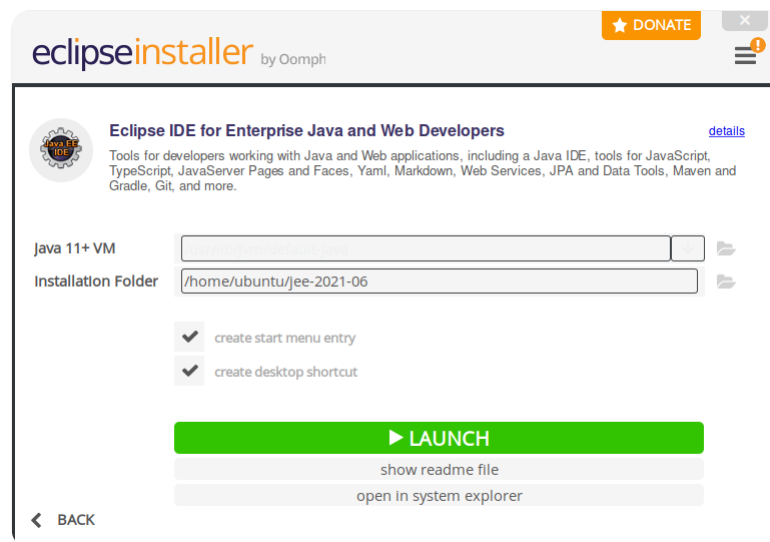 DONATE
eclipseinstaller by Oomph
Eclipse IDE for Enterprise Java and Web Developers
details
Java EE
IDE
Tools for developers working with Java and Web applications, including a Java IDE, tools for JavaScript,
TypeScript, JavaServer Pages and Faces, Yaml, Markdown, Web Services, JPA and Data Tools, Maven and
Gradle, Git, and more.
Java 11+ VM
Installation Folder
/home/ubuntu/jee-2021-06
create start menu entry
create desktop shortcut
LAUNCH
show readme file
open in system explorer
BACK